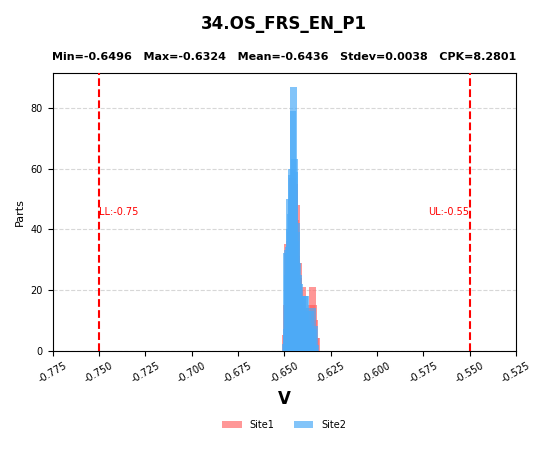 34.OS_FRS_EN_P1
Min=-0.6496 Max=-0.6324 Mean=-0.6436 Stdev=0.0038 CPK=8.2801
Parts
80
60
40
20
0
LL:-0.75
UL:-0.55
-0.775 -0.750 -0.725 -0.700 -0.675 -0.650 -0.625 -0.600 -0.575 -0.550 -0.525
V
Site1 Site2